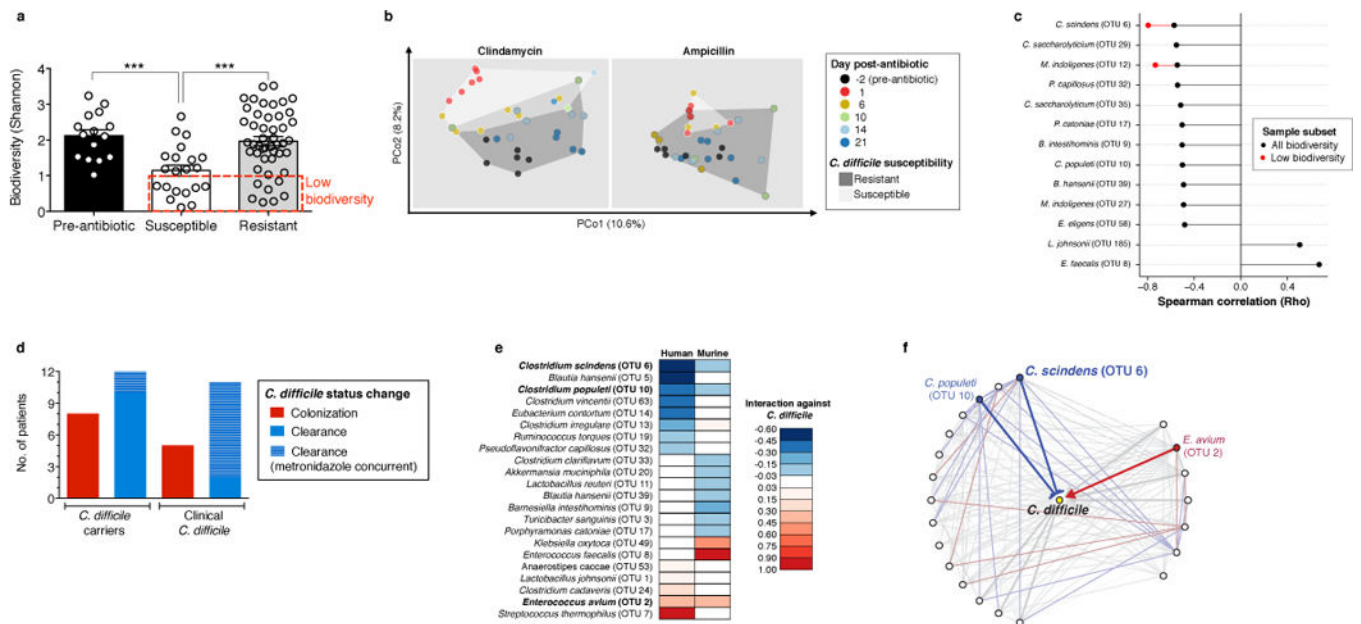 a
Biodiversity (Shannon)
4
3
2
1
0
***
***
Low
biodiversity
Pre-antibiotic
Susceptible
Resistant
b
Clindamycin
Ampicillin
PCo2 (8.2%)
PCo1 (10.6%)
Day post-antibiotic
-2 (pre-antibiotic)
1
6
10
14
21
C. difficile susceptibility
Resistant
Susceptible
c
C. scindens (OTU 6)
C. saccharolyticum (OTU 29)
M. indoligenes (OTU 12)
P. capillosus (OTU 32)
C. saccharolyticum (OTU 35)
P. catoniae (OTU 17)
B. intestihominis (OTU 9)
C. populeti (OTU 10)
B. hansenii (OTU 39)
M. indoligenes (OTU 27)
E. eligens (OTU 58)
L. johnsonii (OTU 185)
E. faecalis (OTU 8)
−0.8
−0.4
0.0
0.4
Spearman correlation (Rho)
Sample subset
All biodiversity
Low biodiversity
d
No. of patients
12
9
6
3
0
C. difficile
carriers
Clinical
C. difficile
C. difficile status change
Colonization
Clearance
Clearance
(metronidazole concurrent)
e
Human
Murine
Clostridium scindens (OTU 6)
Blautia hansenii (OTU 5)
Clostridium populeti (OTU 10)
Clostridium vincentii (OTU 63)
Eubacterium contortum (OTU 14)
Clostridium irregulare (OTU 13)
Ruminococcus torques (OTU 19)
Pseudoflavonifractor capillosus (OTU 32)
Clostridium clariflavum (OTU 33)
Akkermansia muciniphila (OTU 20)
Lactobacillus reuteri (OTU 11)
Blautia hansenii (OTU 39)
Barnesiella intestihominis (OTU 9)
Turicibacter sanguinis (OTU 3)
Porphyramonas catoniae (OTU 17)
Klebsiella oxytoca (OTU 49)
Enterococcus faecalis (OTU 8)
Anaerostipes caccae (OTU 53)
Lactobacillus johnsonii (OTU 1)
Clostridium cadaveris (OTU 24)
Enterococcus avium (OTU 2)
Streptococcus thermophilus (OTU 7)
Interaction against
C. difficile
-0.60
-0.45
-0.30
-0.15
-0.03
0.03
0.15
0.30
0.45
0.60
0.75
0.90
1.00
f
C. scindens (OTU 6)
C. populeti
(OTU 10)
E. avium
(OTU 2)
C. difficile